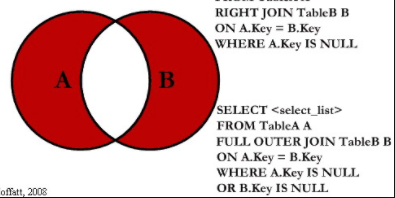 RIGHT JOIN TableB B
ON A.Key = B.Key
WHERE A.Key IS NULL
A
B
SELECT <select_list>
FROM TableA A
FULL OUTER JOIN TableB B
ON A.Key = B.Key
WHERE A.Key IS NULL
OR B.Key IS NULL
offatt, 2008